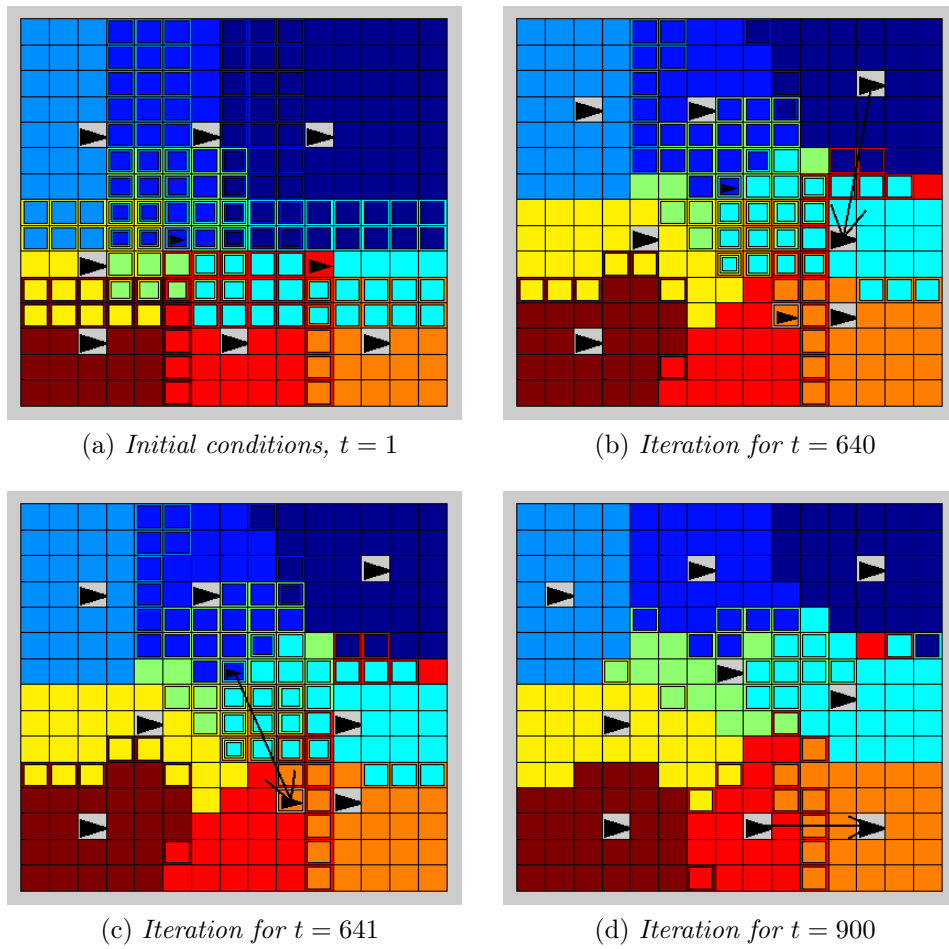 (a) Initial conditions, t = 1
(b) Iteration for t = 640
(c) Iteration for t = 641
(d) Iteration for t = 900